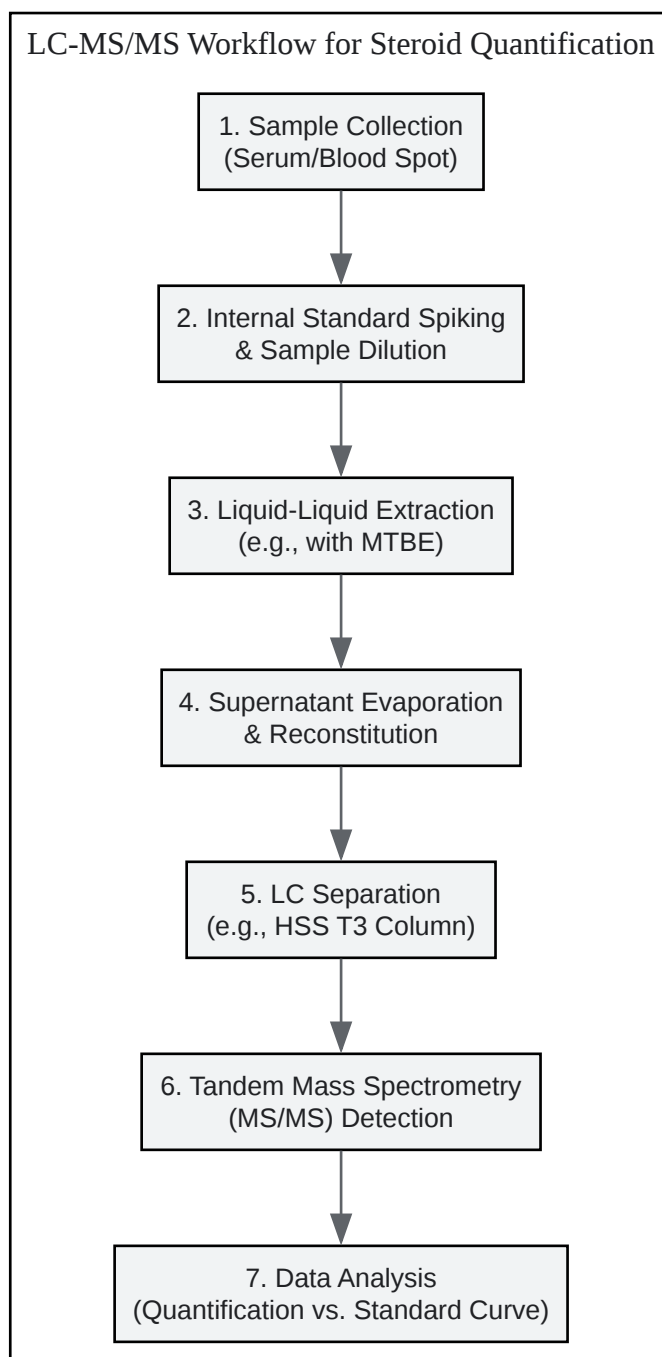 LC-MS/MS Workflow for Steroid Quantification
1. Sample Collection
(Serum/Blood Spot)
2. Internal Standard Spiking
& Sample Dilution
3. Liquid-Liquid Extraction
(e.g., with MTBE)
4. Supernatant Evaporation
& Reconstitution
5. LC Separation
(e.g., HSS T3 Column)
6. Tandem Mass Spectrometry
(MS/MS) Detection
7. Data Analysis
(Quantification vs. Standard Curve)